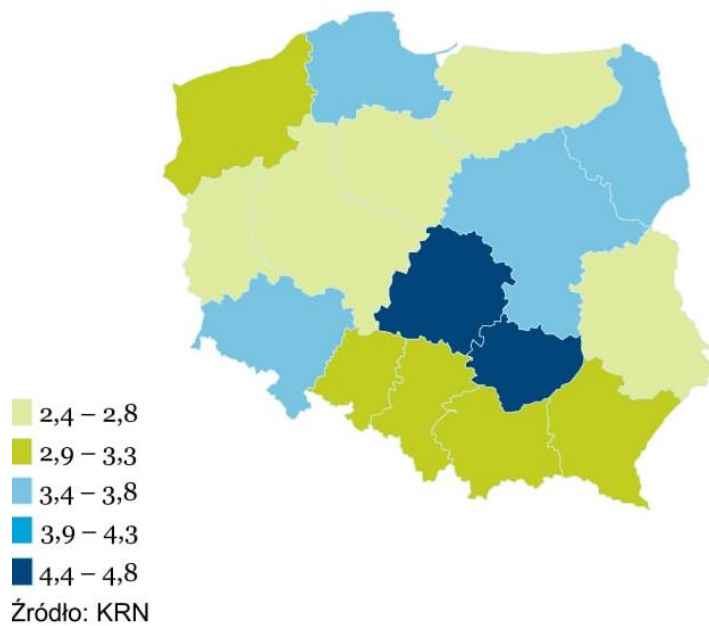 2,4 – 2,8
2,9 – 3,3
3,4 – 3,8
3,9 – 4,3
4,4 – 4,8
Źródło: KRN